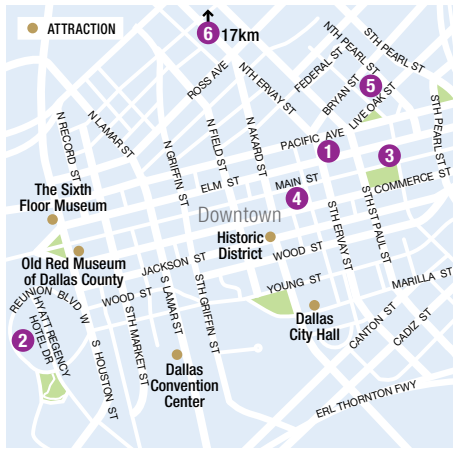 6 17km
ATTRACTION
NTH PEARL ST
STH PEARL ST
FEDERAL ST
ROSS AVE
NTH ERVAY ST
BRYAN ST
5
LIVE OAK ST
STH PEARL ST
N RECORD ST
N LAMAR ST
N GRIFFIN ST
N FIELD ST
N AKARD ST
PACIFIC AVE
1
3
ELM ST
MAIN ST
4
COMMERCE ST
The Sixth
Floor Museum
Downtown
STH ERVAY ST
STH ST PAUL ST
Historic
District
Old Red Museum
of Dallas County
JACKSON ST
WOOD ST
WOOD ST
YOUNG ST
MARILLA ST
REUNION BLVD W
HYATT REGENCY
HOTEL DR
2
S HOUSTON ST
STH MARKET ST
S LAMAR ST
STH GRIFFIN ST
Dallas
City Hall
CANTON ST
CADIZ ST
Dallas
Convention
Center
ERL THORNTON FWY